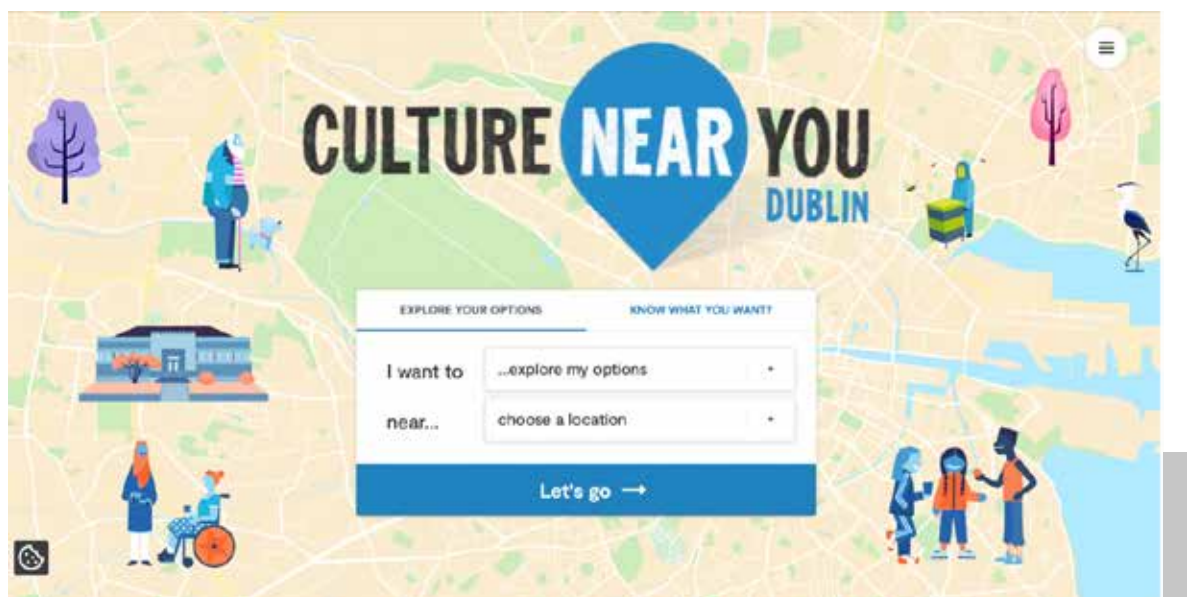 CULTURE NEAR YOU
DUBLIN
EXPLORE YOUR OPTIONS KNOW WHAT YOU WANT?
I want to ...explore my options
near... choose a location
Let's go →